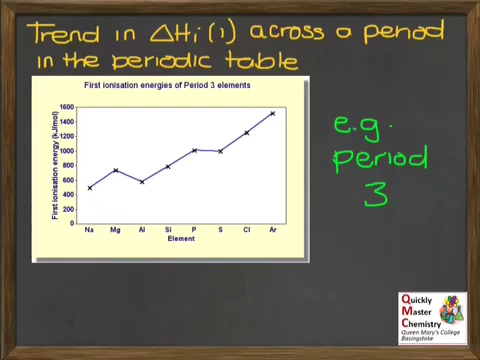 Trend in ΔHi (1) across a period
in the periodic table
First ionisation energies of Period 3 elements
First ionisation energy (kJ/mol)
1600
1400
1200
1000
800
600
400
200
0
Na Mg Al Si P S Cl Ar
Element
e.g.
period
3
Quickly
Master
Chemistry
Queen Mary's College
Basingstoke